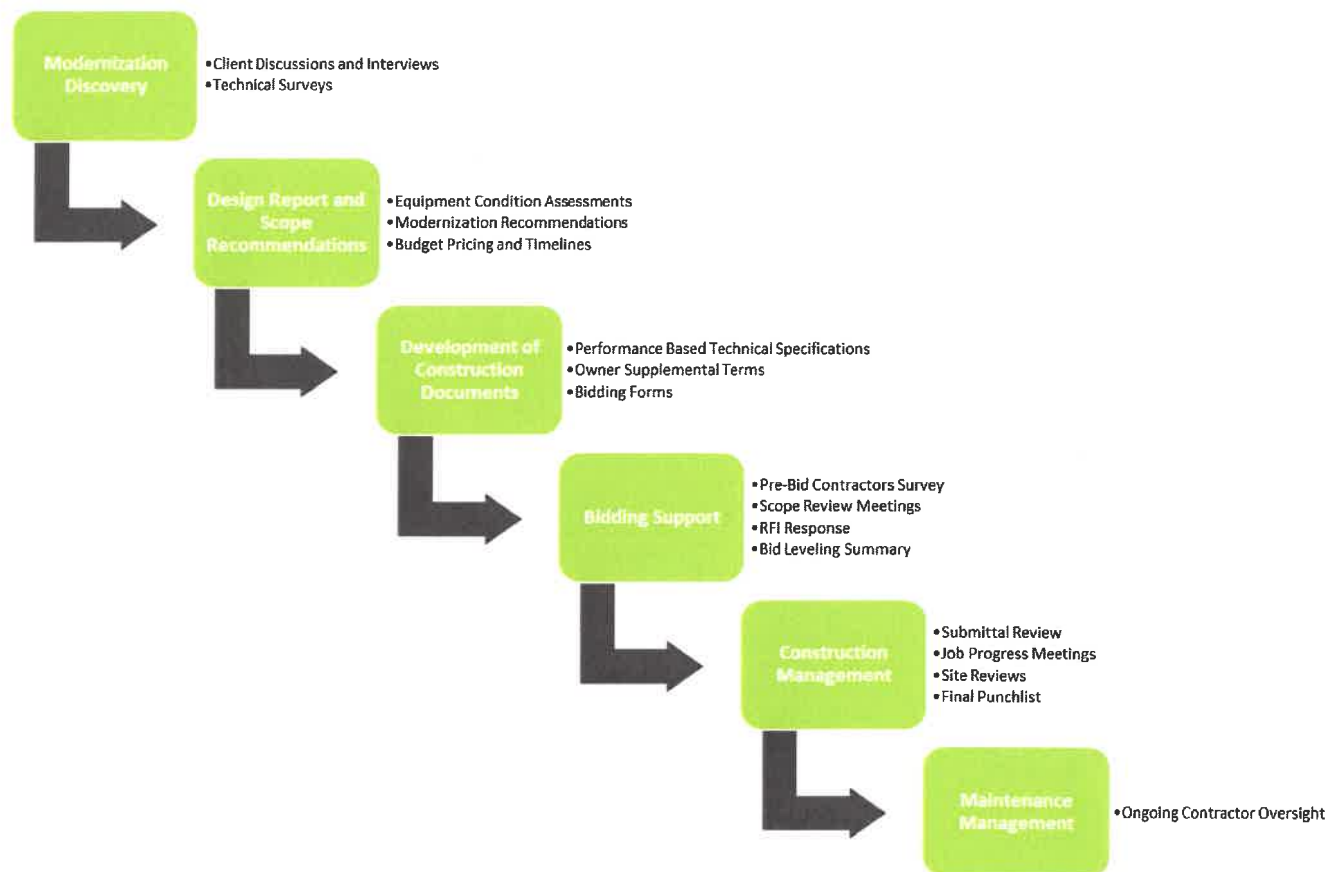 Modernization
Discovery
•Client Discussions and Interviews
•Technical Surveys
Design Report and
Scope
Recommendations
•Equipment Condition Assessments
•Modernization Recommendations
•Budget Pricing and Timelines
Development of
Construction
Documents
•Performance Based Technical Specifications
•Owner Supplemental Terms
•Bidding Forms
Bidding Support
•Pre-Bid Contractors Survey
•Scope Review Meetings
•RFI Response
•Bid Leveling Summary
Construction
Management
•Submittal Review
•Job Progress Meetings
•Site Reviews
•Final Punchlist
Maintenance
Management
•Ongoing Contractor Oversight